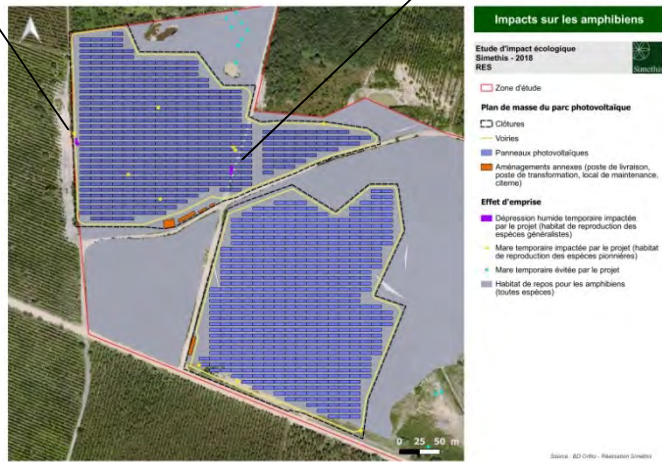 Impacts sur les amphibiens
Etude d'impact écologique
Simethis - 2018
RES
Simethis
Zone d'étude
Plan de masse du parc photovoltaïque
Clôtures
Voiries
Panneaux photovoltaïques
Aménagements annexes (poste de livraison,
poste de transformation, local de maintenance,
citerne)
Effet d'emprise
Dépression humide temporaire impactée
par le projet (habitat de reproduction des
espèces généralistes)
Mare temporaire impactée par le projet (habitat
de reproduction des espèces pionnières)
Mare temporaire évitée par le projet
Habitat de repos pour les amphibiens
(toutes espèces)
0 25 50 m
Source : BD Ortho - Réalisation Simethis